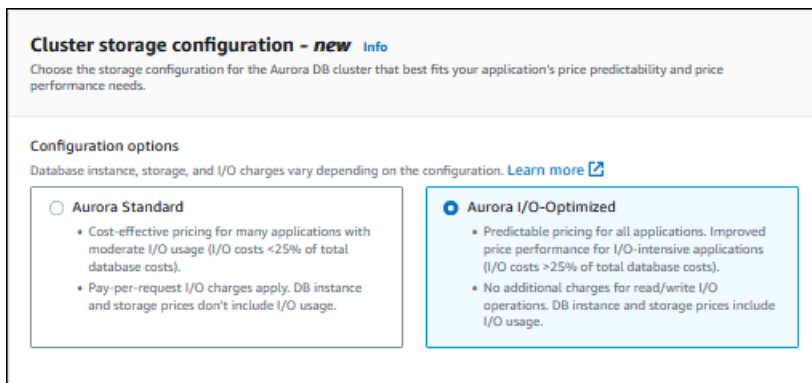 Cluster storage configuration - new Info
Choose the storage configuration for the Aurora DB cluster that best fits your application's price predictability and price
performance needs.
Configuration options
Database instance, storage, and I/O charges vary depending on the configuration. Learn more
Aurora Standard
• Cost-effective pricing for many applications with
moderate I/O usage (I/O costs <25% of total
database costs).
• Pay-per-request I/O charges apply. DB instance
and storage prices don't include I/O usage.
Aurora I/O-Optimized
• Predictable pricing for all applications. Improved
price performance for I/O-intensive applications
(I/O costs >25% of total database costs).
• No additional charges for read/write I/O
operations. DB instance and storage prices include
I/O usage.